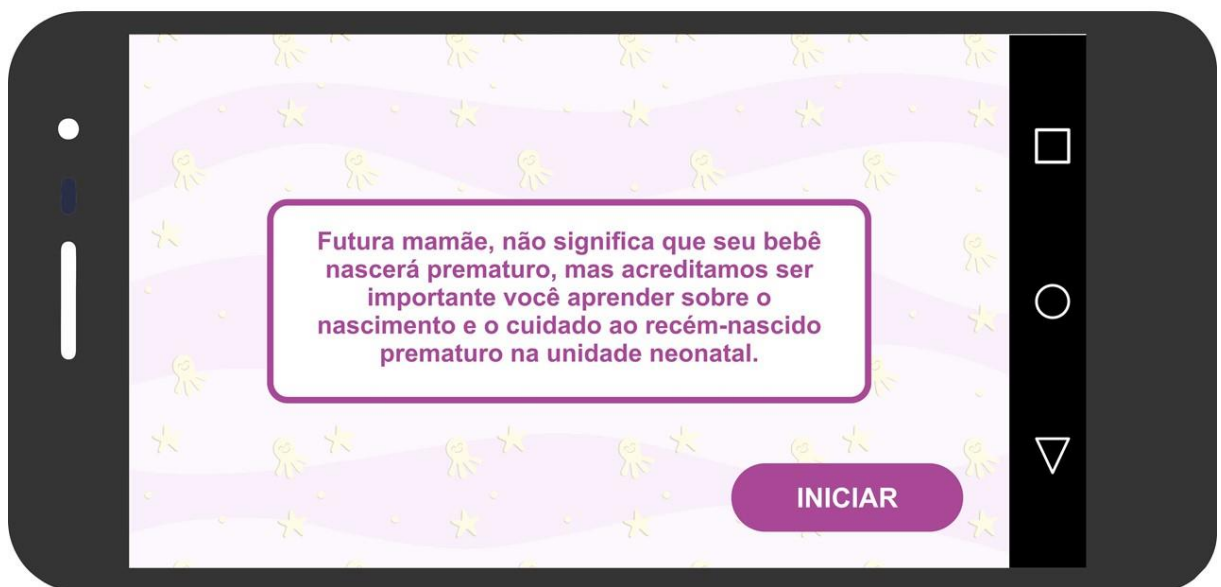 Futura mamãe, não significa que seu bebê
nascerá prematuro, mas acreditamos ser
importante você aprender sobre o
nascimento e o cuidado ao recém-nascido
prematuro na unidade neonatal.
INICIAR